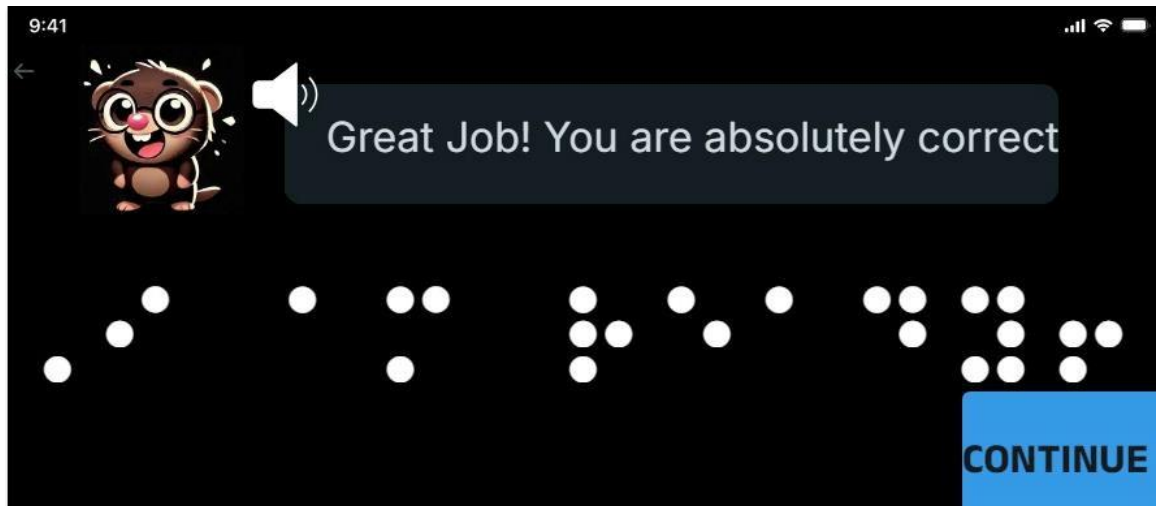 9:41
Great Job! You are absolutely correct
⠠⠊ ⠁⠍ ⠗⠑⠁⠙⠽⠖
CONTINUE